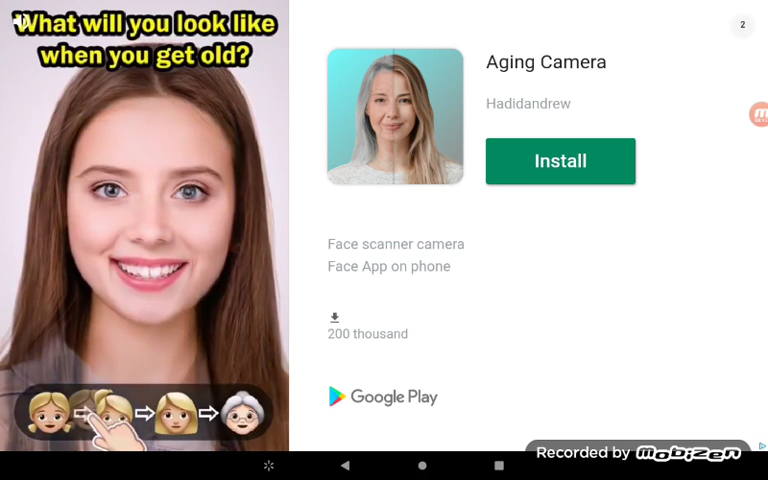 What will you look like
when you get old?
2
Aging Camera
Hadidandrew
Install
Face scanner camera
Face App on phone
200 thousand
Google Play
Recorded by mobizen